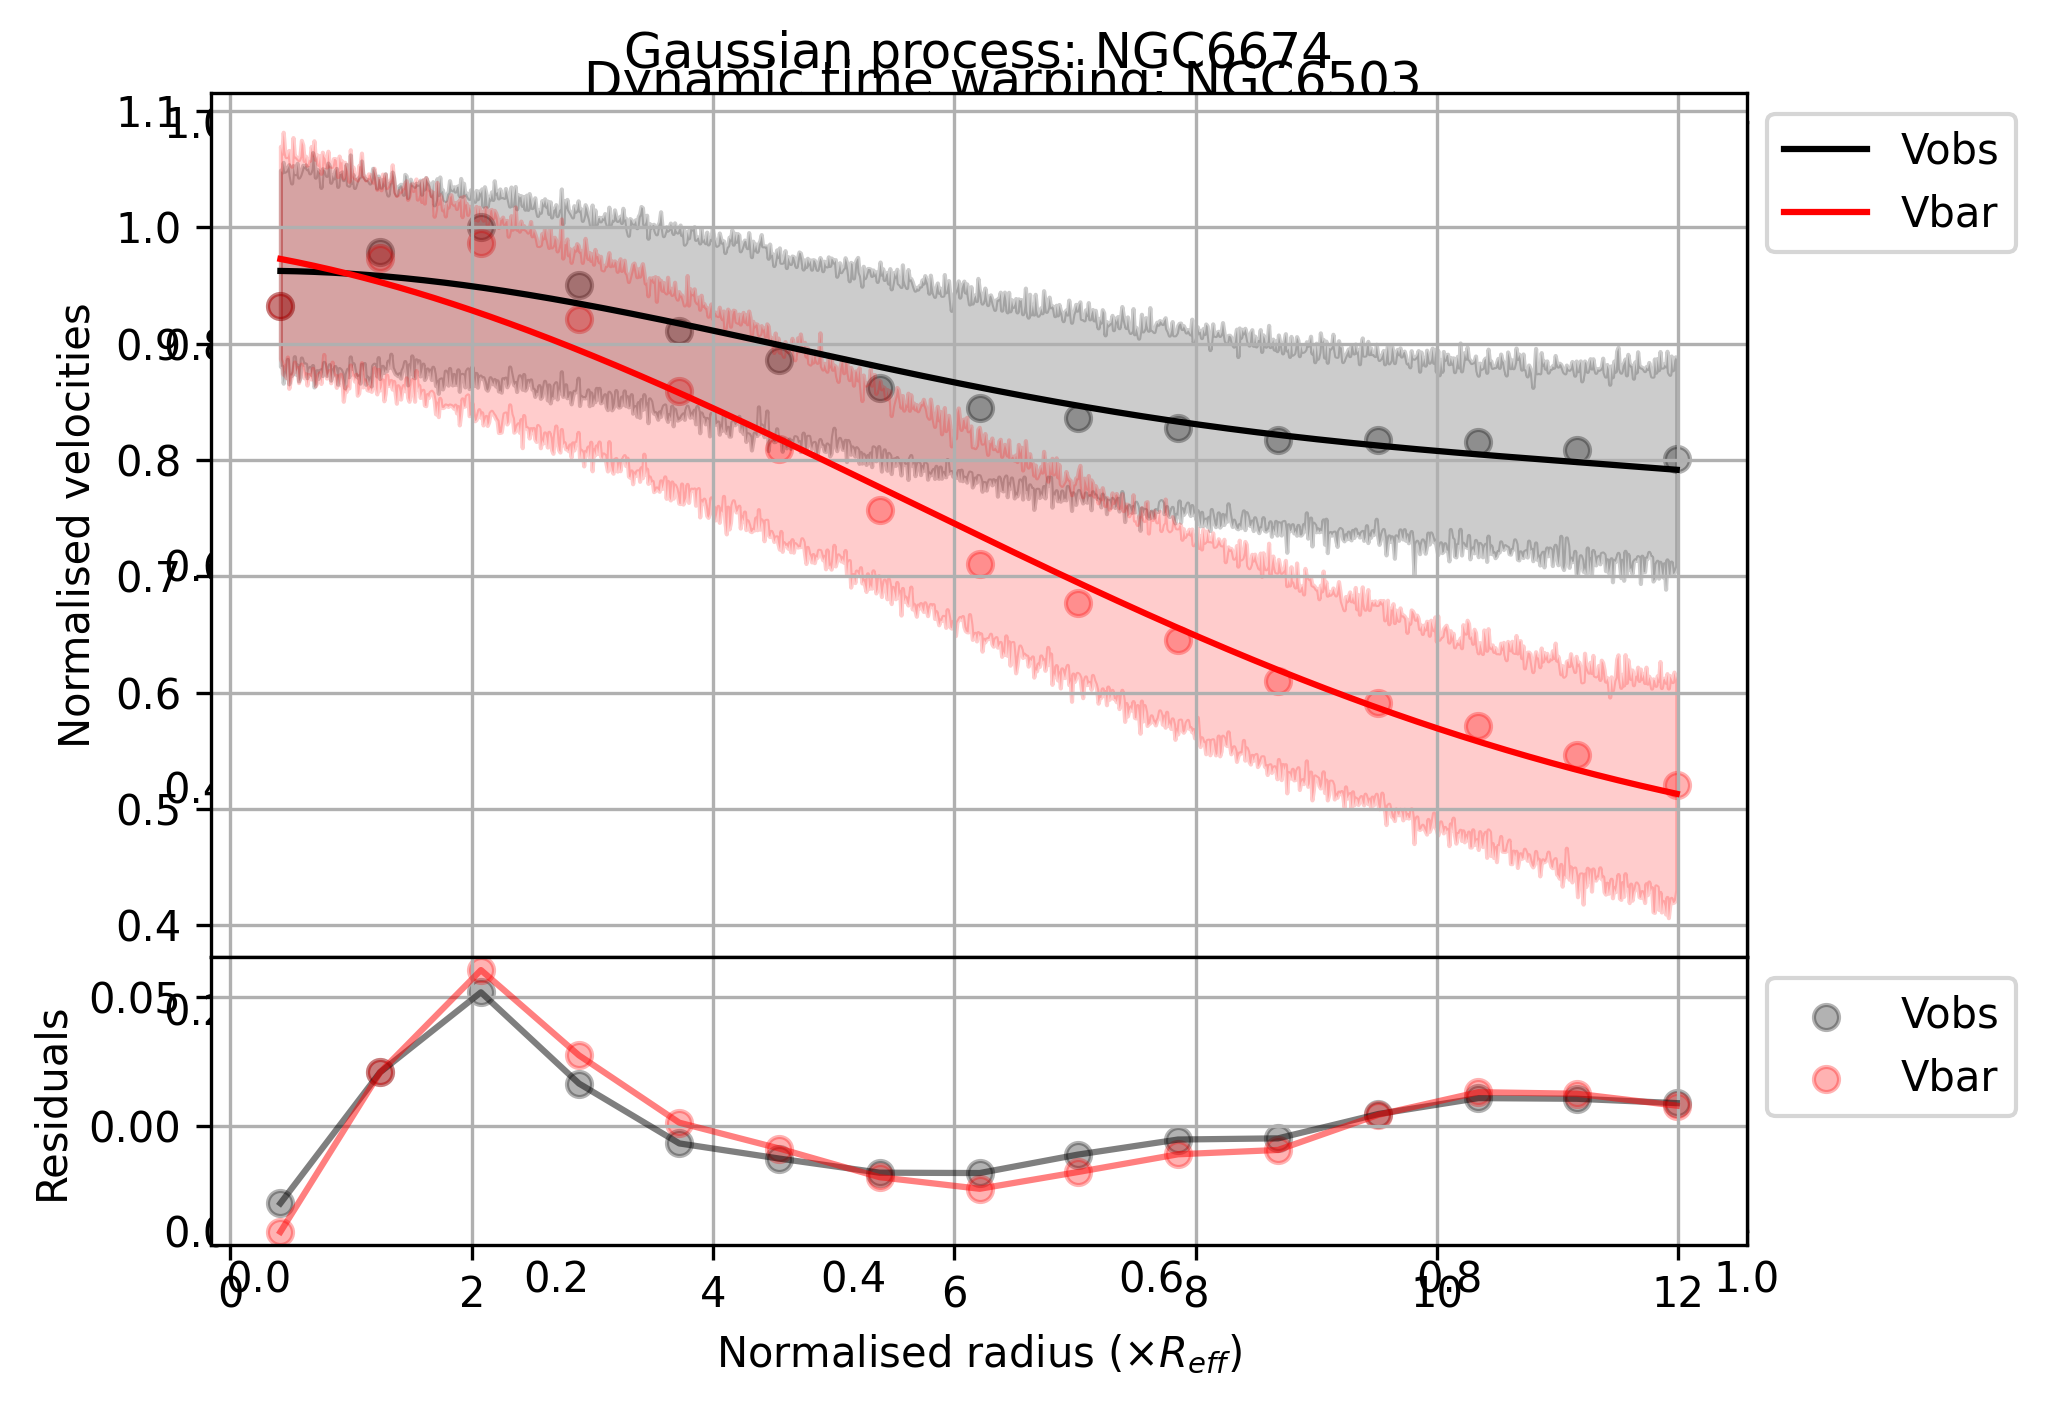 Gaussian process: NGC6674
Dynamic time warping: NGC6503
1.1
1.0
0.9
0.8
0.7
0.6
0.5
0.4
Normalised velocities
Vobs
Vbar
0.05
0.00
Residuals
Vobs
Vbar
0.0 0.2 0.4 0.6 0.8 1.0
0 2 4 6 8 10 12
Normalised radius (×R_eff)